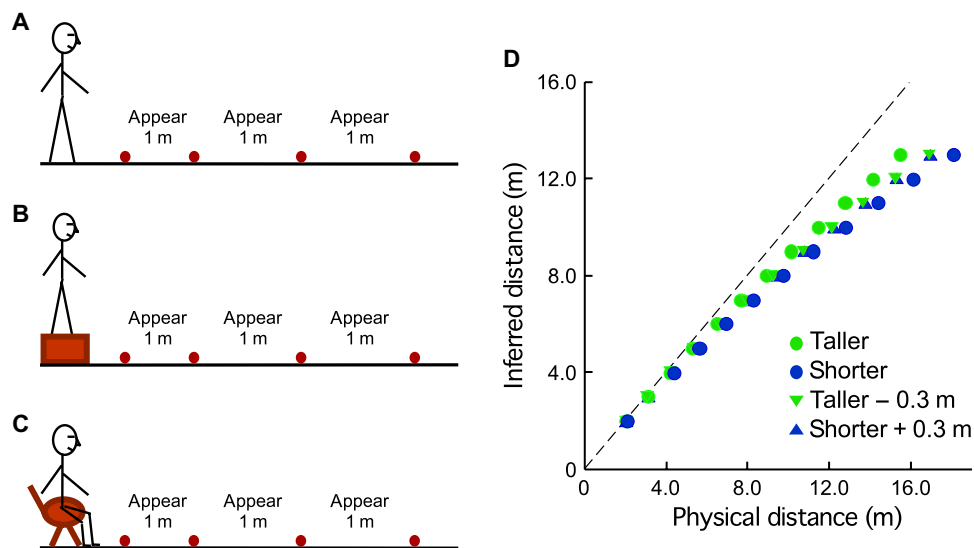 A
Appear Appear Appear
1 m 1 m 1 m
B
Appear Appear Appear
1 m 1 m 1 m
C
Appear Appear Appear
1 m 1 m 1 m
D
16.0
12.0
8.0
4.0
0
Inferred distance (m)
Taller
Shorter
Taller – 0.3 m
Shorter + 0.3 m
0 4.0 8.0 12.0 16.0
Physical distance (m)